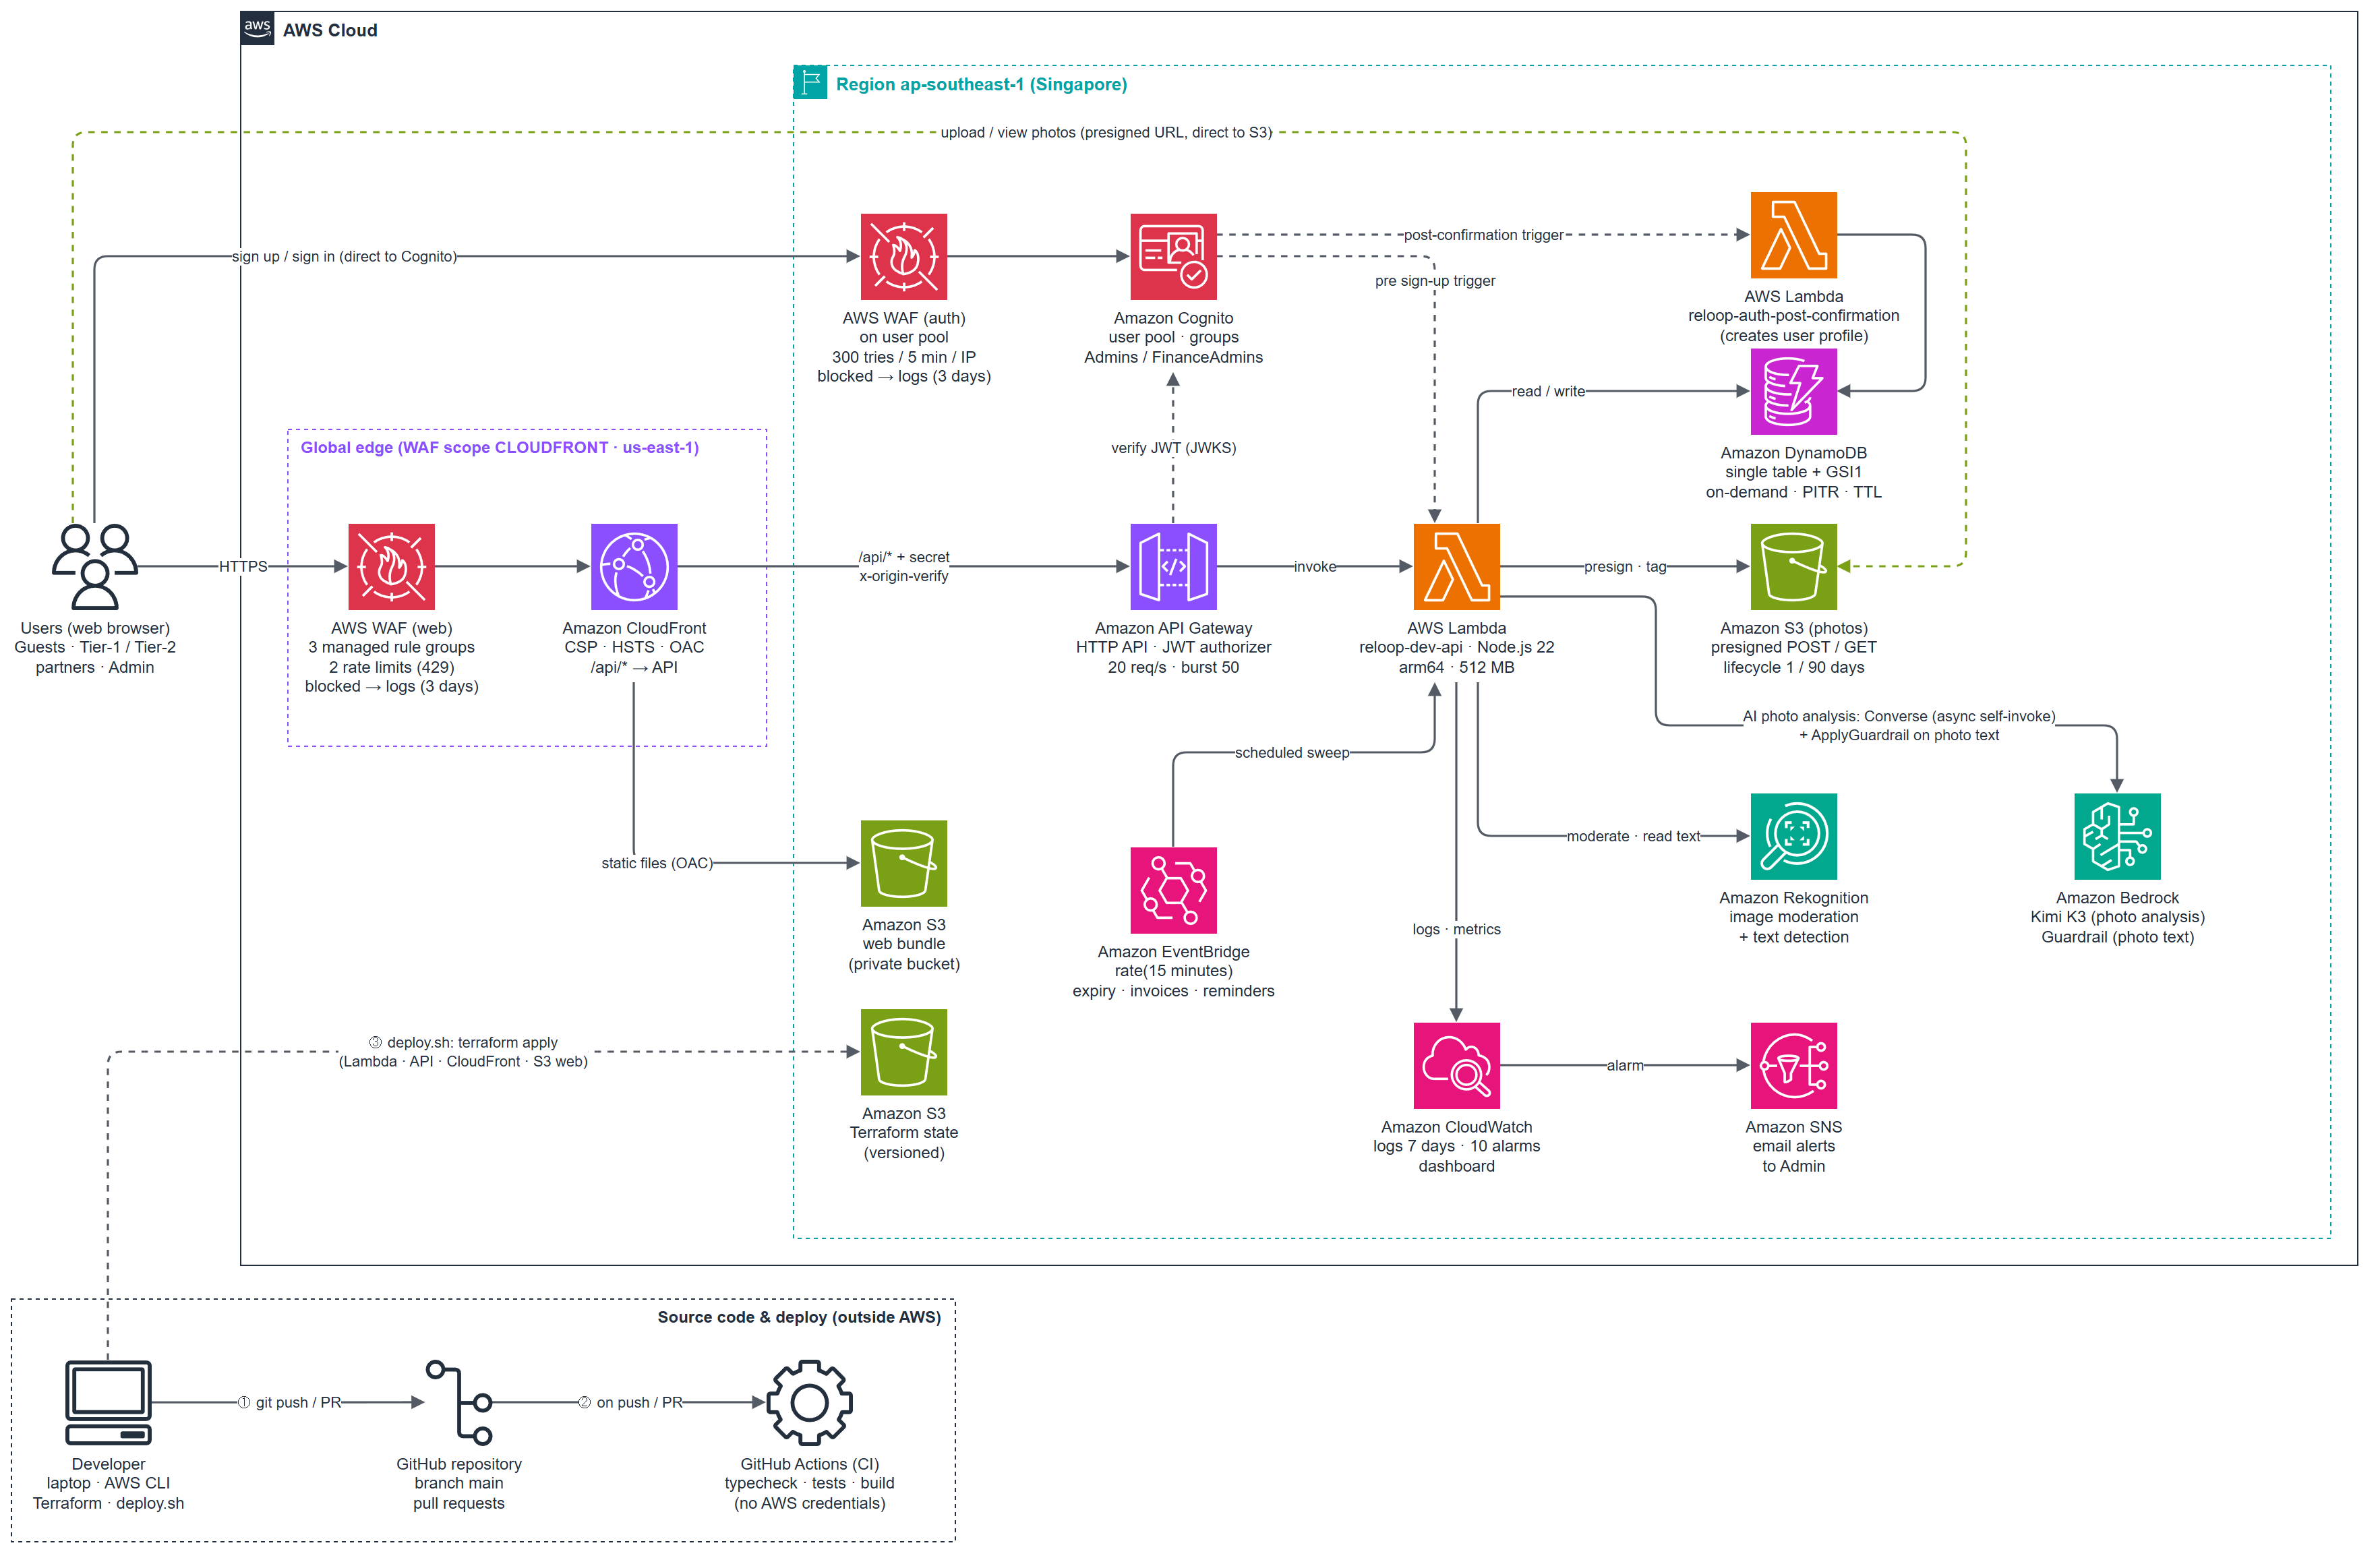 aws
AWS Cloud
Region ap-southeast-1 (Singapore)
upload / view photos (presigned URL, direct to S3)
sign up / sign in (direct to Cognito)
AWS WAF (auth)
on user pool
300 tries / 5 min / IP
blocked → logs (3 days)
Amazon Cognito
user pool · groups
Admins / FinanceAdmins
post-confirmation trigger
pre sign-up trigger
AWS Lambda
reloop-auth-post-confirmation
(creates user profile)
read / write
Amazon DynamoDB
single table + GSI1
on-demand · PITR · TTL
verify JWT (JWKS)
Global edge (WAF scope CLOUDFRONT · us-east-1)
Users (web browser)
Guests · Tier-1 / Tier-2
partners · Admin
HTTPS
AWS WAF (web)
3 managed rule groups
2 rate limits (429)
blocked → logs (3 days)
Amazon CloudFront
CSP · HSTS · OAC
/api/* → API
/api/* + secret
x-origin-verify
Amazon API Gateway
HTTP API · JWT authorizer
20 req/s · burst 50
invoke
AWS Lambda
reloop-dev-api · Node.js 22
arm64 · 512 MB
presign · tag
Amazon S3 (photos)
presigned POST / GET
lifecycle 1 / 90 days
AI photo analysis: Converse (async self-invoke)
+ ApplyGuardrail on photo text
scheduled sweep
static files (OAC)
Amazon S3
web bundle
(private bucket)
Amazon EventBridge
rate(15 minutes)
expiry · invoices · reminders
moderate · read text
Amazon Rekognition
image moderation
+ text detection
Amazon Bedrock
Kimi K3 (photo analysis)
Guardrail (photo text)
logs · metrics
③ deploy.sh: terraform apply
(Lambda · API · CloudFront · S3 web)
Amazon S3
Terraform state
(versioned)
Amazon CloudWatch
logs 7 days · 10 alarms
dashboard
alarm
Amazon SNS
email alerts
to Admin
Source code & deploy (outside AWS)
Developer
laptop · AWS CLI
Terraform · deploy.sh
① git push / PR
GitHub repository
branch main
pull requests
② on push / PR
GitHub Actions (CI)
typecheck · tests · build
(no AWS credentials)